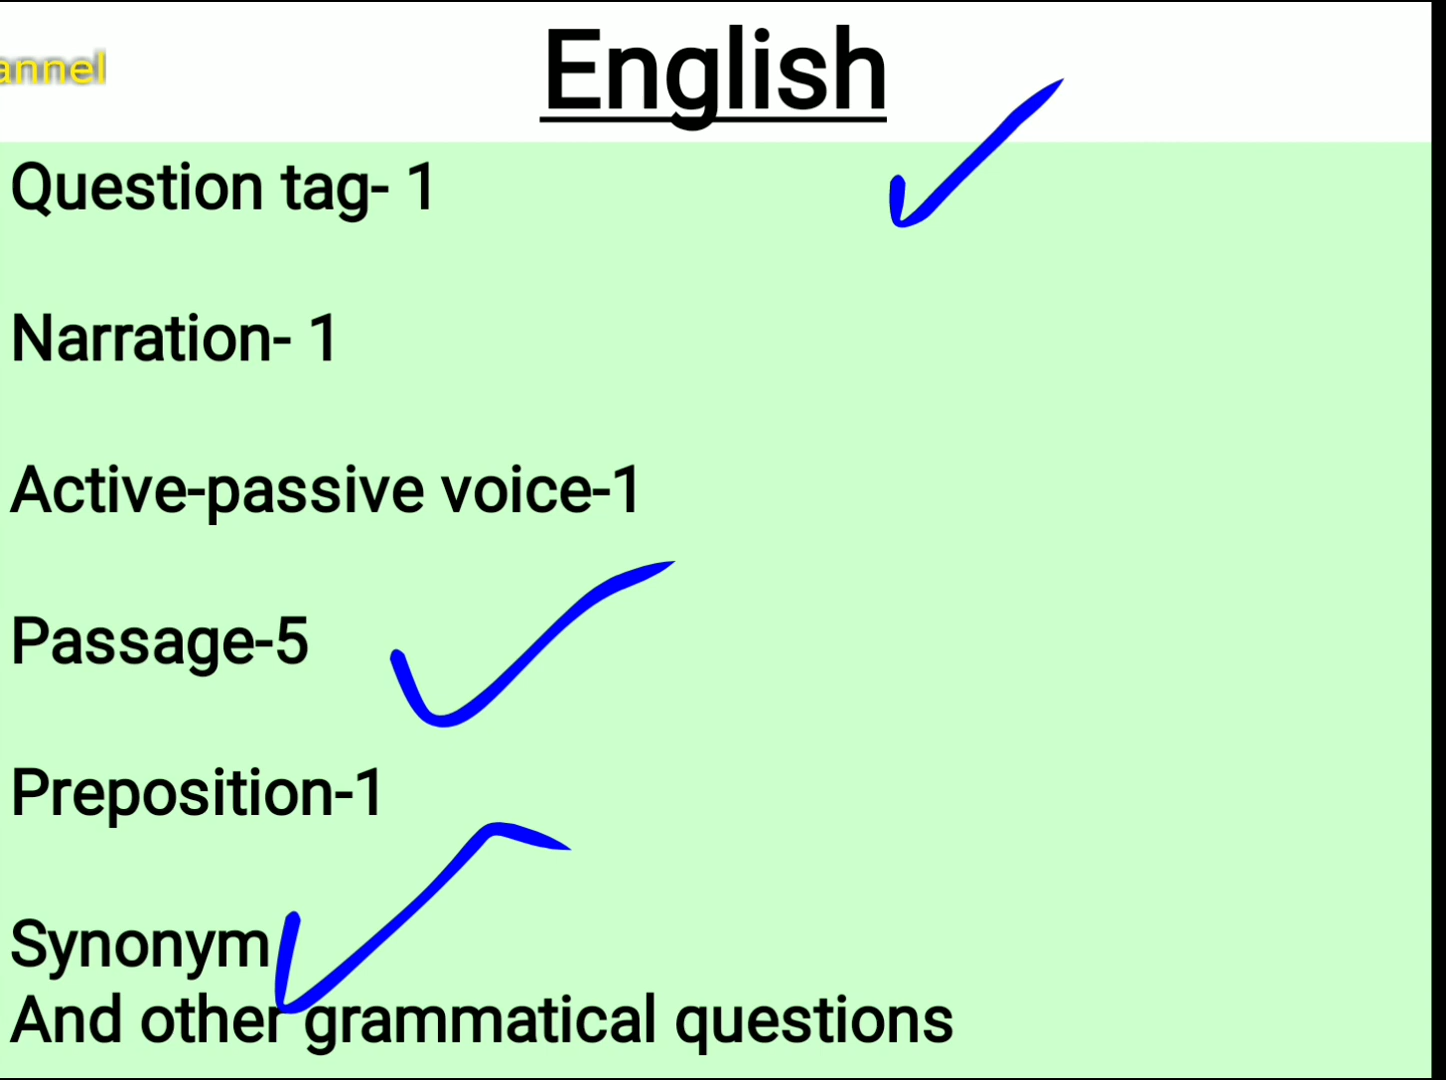 annel
English
Question tag- 1
Narration- 1
Active-passive voice-1
Passage-5
Preposition-1
Synonym
And other grammatical questions